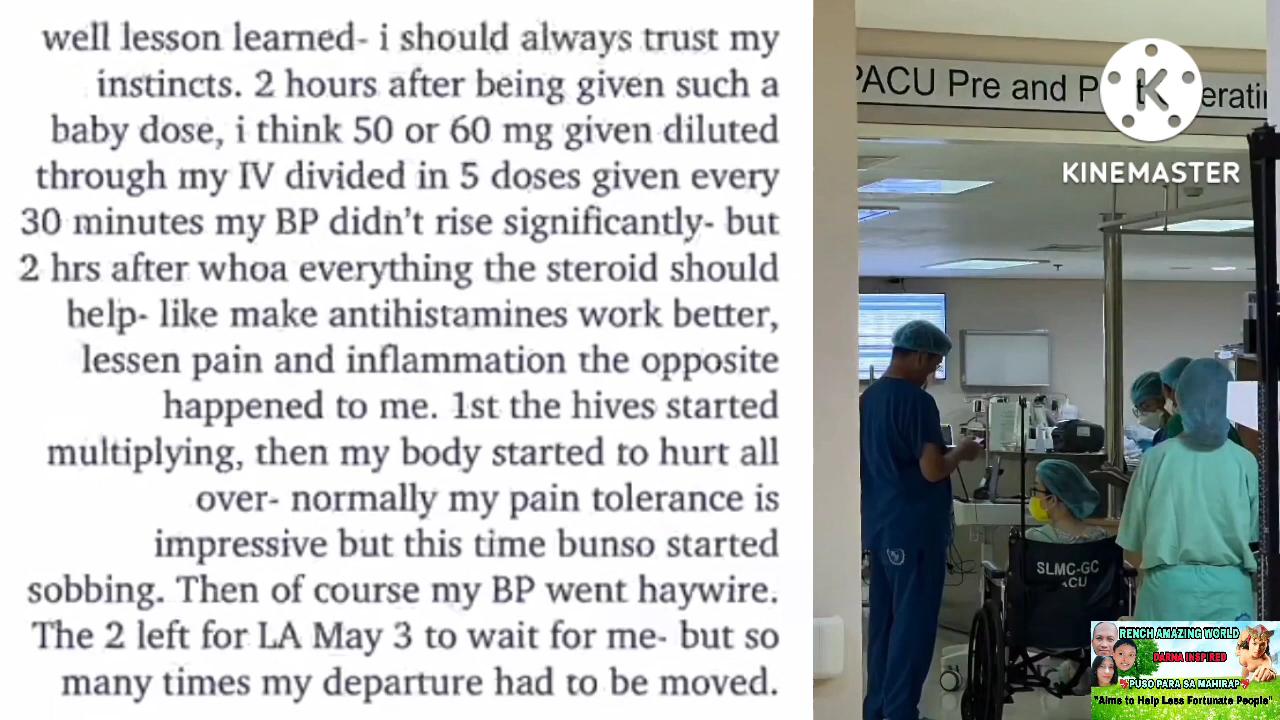 well lesson learned- i should always trust my
instincts. 2 hours after being given such a
baby dose, i think 50 or 60 mg given diluted
through my IV divided in 5 doses given every
30 minutes my BP didn't rise significantly- but
2 hrs after whoa everything the steroid should
help- like make antihistamines work better,
lessen pain and inflammation the opposite
happened to me. 1st the hives started
multiplying, then my body started to hurt all
over- normally my pain tolerance is
impressive but this time bunso started
sobbing. Then of course my BP went haywire.
The 2 left for LA May 3 to wait for me- but so
many times my departure had to be moved.
PACU Pre and
K
KINEMASTER
SLMC-GC
ACU
RENCH AMAZING WORLD
DARNA INSPIRED
PUSO PARA SA MAHIRAP
"Aims to Help Less Fortunate People"